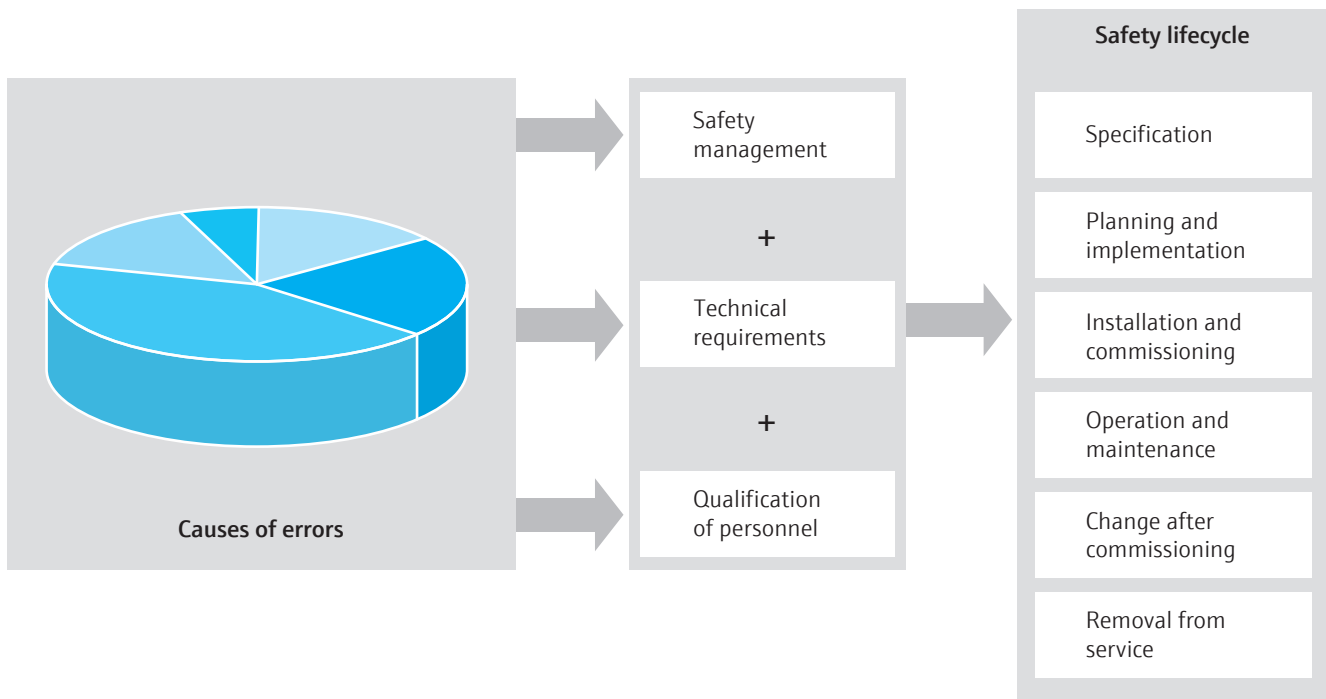 Causes of errors
Safety
management
+
Technical
requirements
+
Qualification
of personnel
Safety lifecycle
Specification
Planning and
implementation
Installation and
commissioning
Operation and
maintenance
Change after
commissioning
Removal from
service